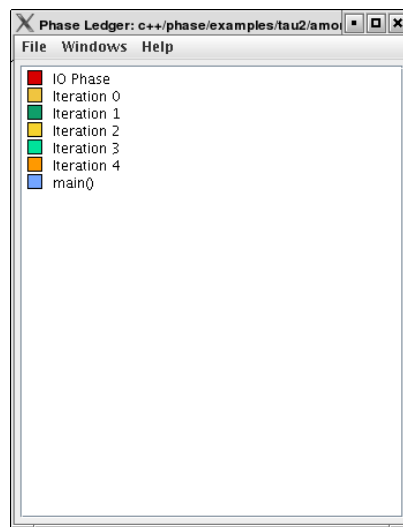 Phase Ledger: c++/phase/examples/tau2/amo
File Windows Help
IO Phase
Iteration 0
Iteration 1
Iteration 2
Iteration 3
Iteration 4
main()